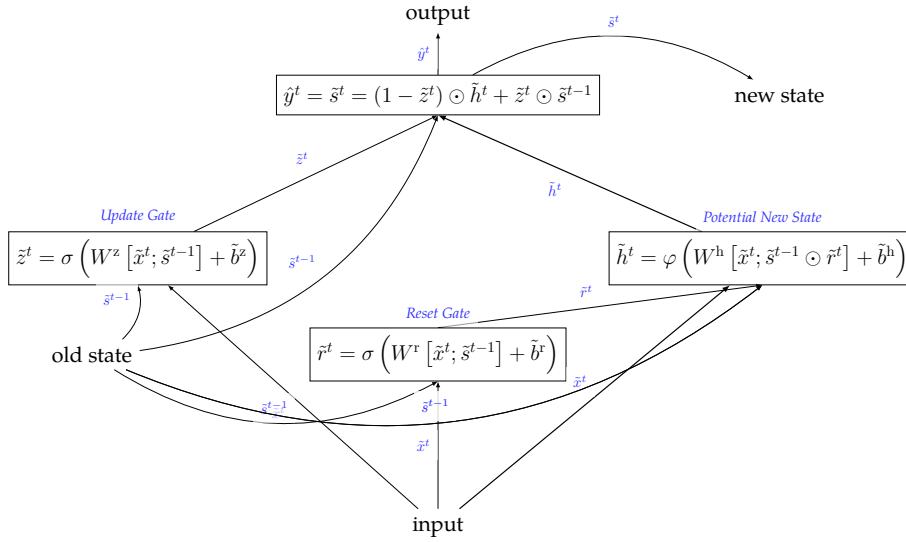 output
s̃ᵗ
ŷᵗ
ŷᵗ = s̃ᵗ = (1 − z̃ᵗ) ⊙ h̃ᵗ + z̃ᵗ ⊙ s̃ᵗ⁻¹
new state
z̃ᵗ
h̃ᵗ
Update Gate
Potential New State
z̃ᵗ = σ (Wᶻ [x̃ᵗ; s̃ᵗ⁻¹] + b̃ᶻ)
s̃ᵗ⁻¹
h̃ᵗ = φ (Wʰ [x̃ᵗ; s̃ᵗ⁻¹ ⊙ r̃ᵗ] + b̃ʰ)
s̃ᵗ⁻¹
r̃ᵗ
Reset Gate
old state
r̃ᵗ = σ (Wʳ [x̃ᵗ; s̃ᵗ⁻¹] + b̃ʳ)
x̃ᵗ
s̃ᵗ⁻¹
s̃ᵗ⁻¹
x̃ᵗ
input